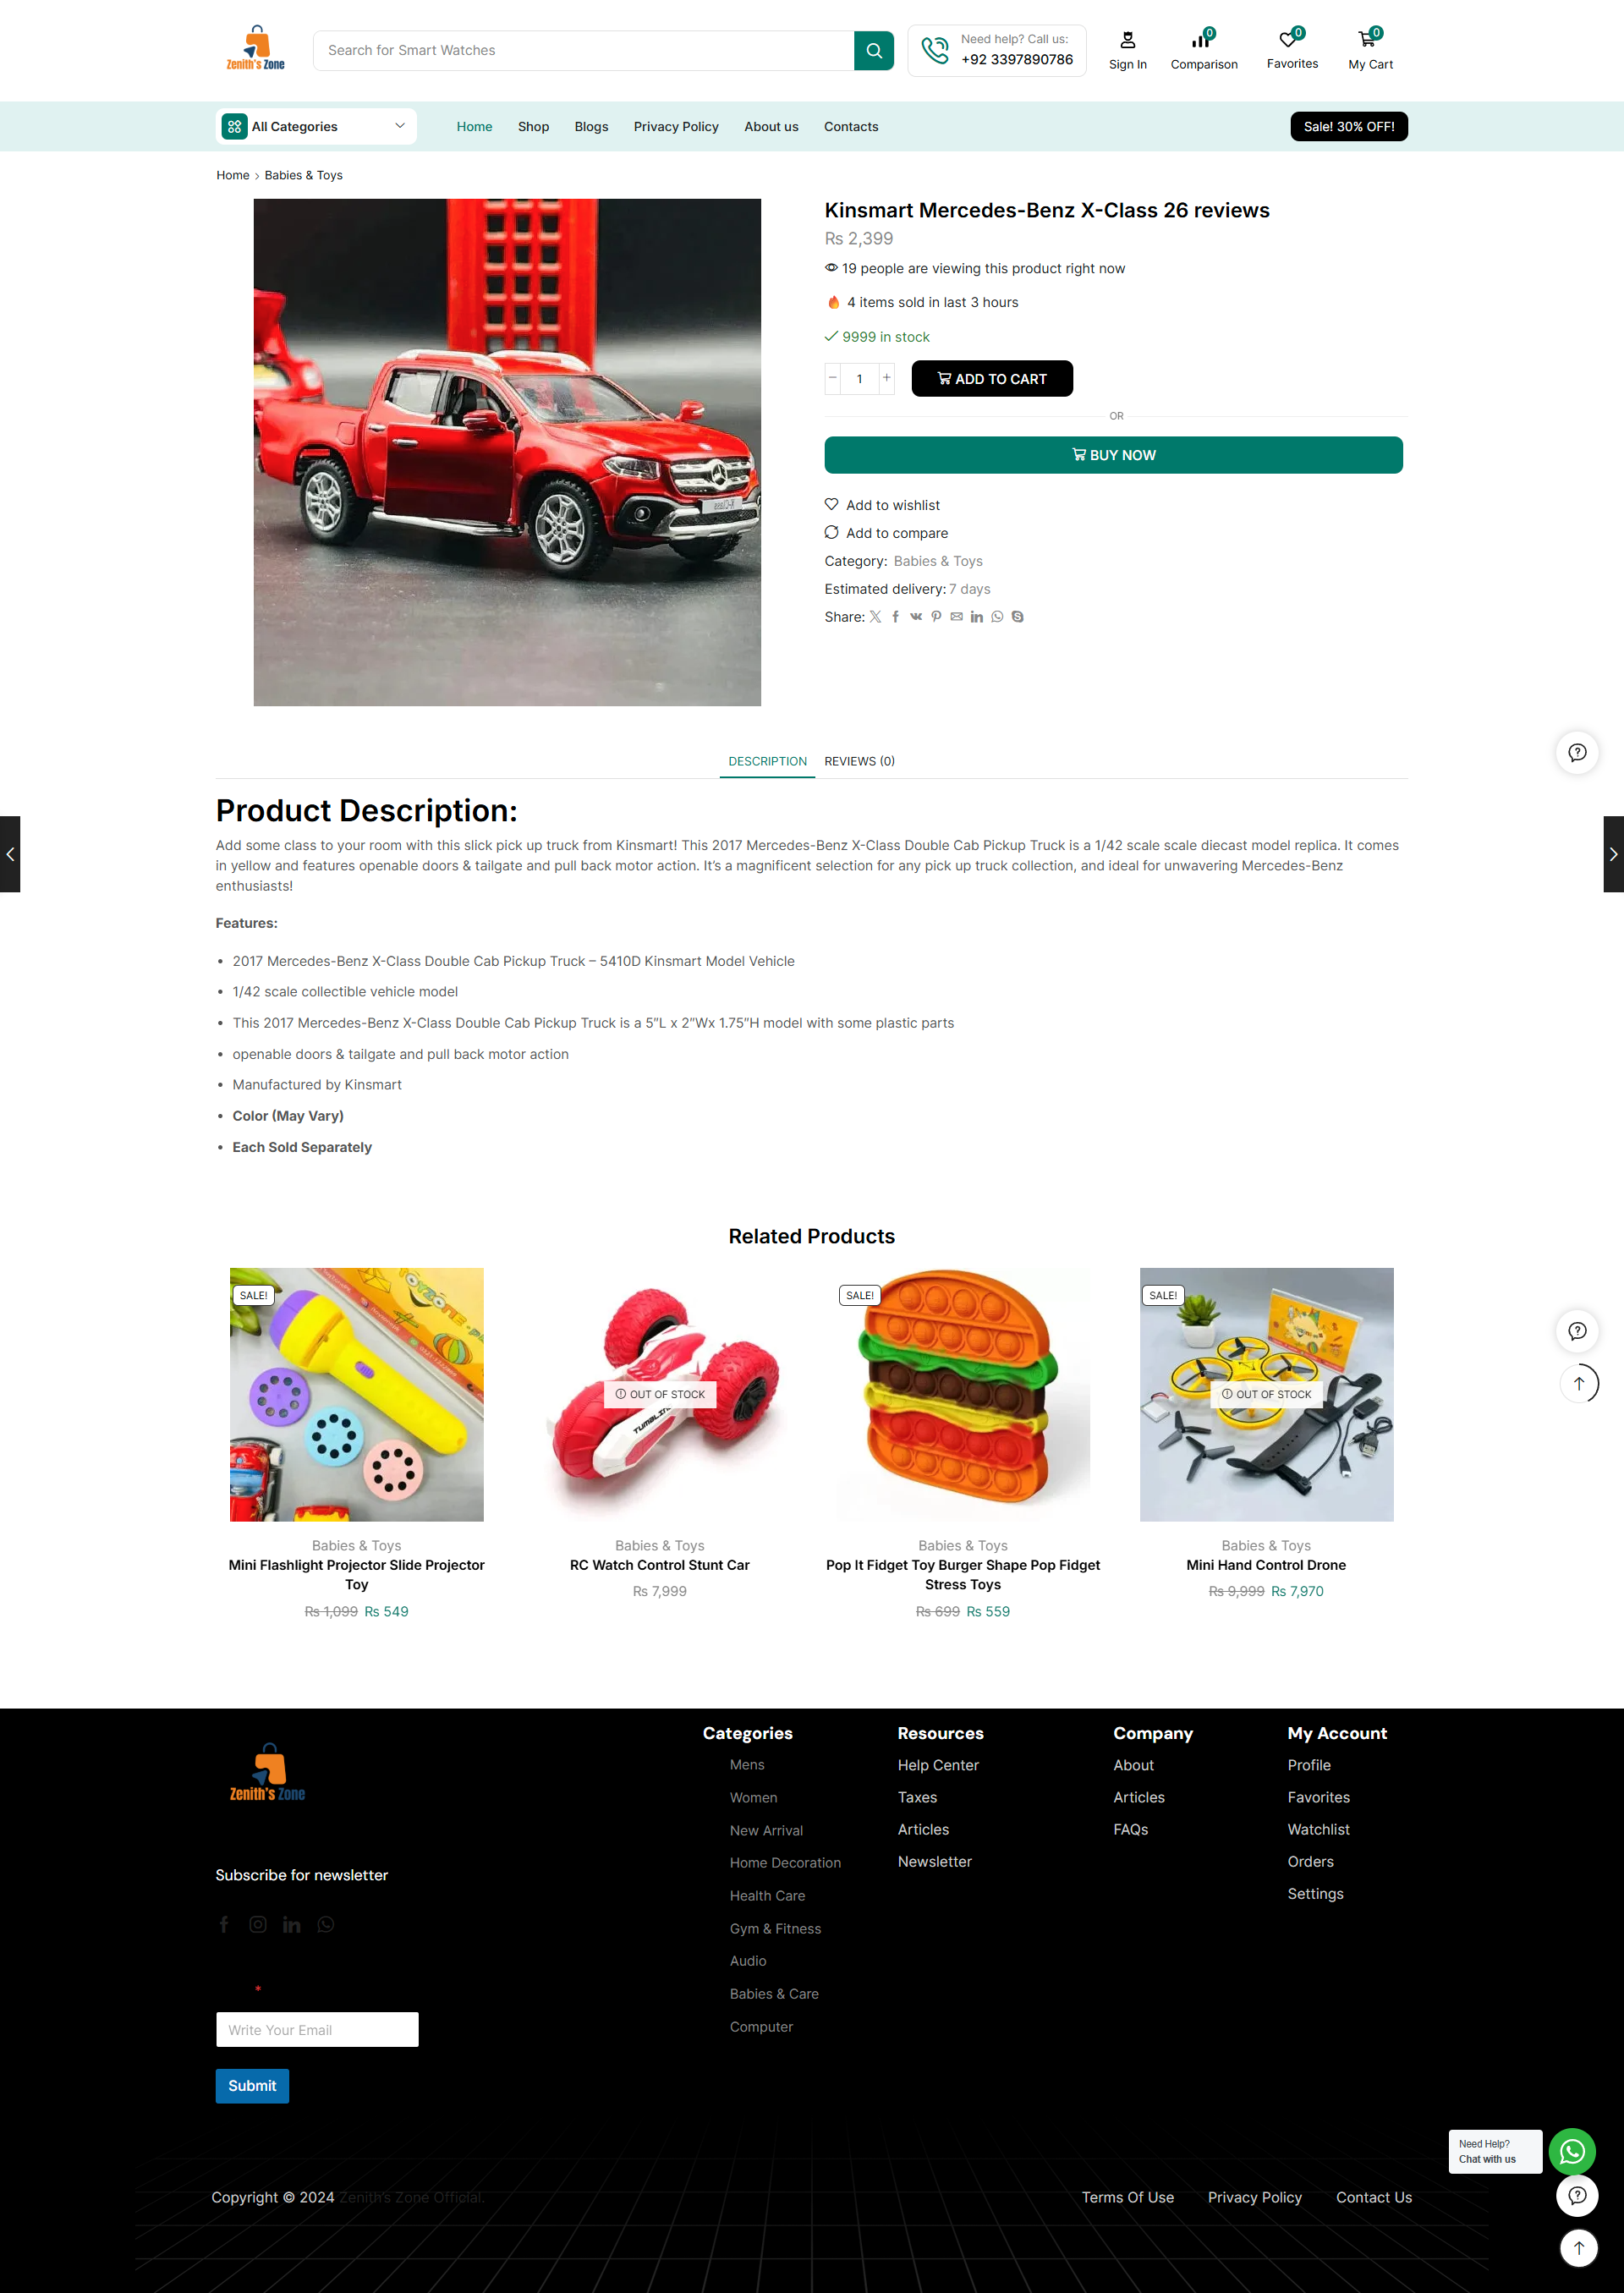 Zenith's Zone
Search for Smart Watches
Need help? Call us:
+92 3397890786
Sign In
0
Comparison
0
Favorites
0
My Cart
All Categories
Home
Shop
Blogs
Privacy Policy
About us
Contacts
Sale! 30% OFF!
Home > Babies & Toys
Kinsmart Mercedes-Benz X-Class 26 reviews
₨ 2,399
19 people are viewing this product right now
4 items sold in last 3 hours
9999 in stock
− 1 +
ADD TO CART
OR
BUY NOW
Add to wishlist
Add to compare
Category: Babies & Toys
Estimated delivery: 7 days
Share:
DESCRIPTION
REVIEWS (0)
Product Description:
Add some class to your room with this slick pick up truck from Kinsmart! This 2017 Mercedes-Benz X-Class Double Cab Pickup Truck is a 1/42 scale scale diecast model replica. It comes
in yellow and features openable doors & tailgate and pull back motor action. It’s a magnificent selection for any pick up truck collection, and ideal for unwavering Mercedes-Benz
enthusiasts!
Features:
• 2017 Mercedes-Benz X-Class Double Cab Pickup Truck – 5410D Kinsmart Model Vehicle
• 1/42 scale collectible vehicle model
• This 2017 Mercedes-Benz X-Class Double Cab Pickup Truck is a 5″L x 2″Wx 1.75″H model with some plastic parts
• openable doors & tailgate and pull back motor action
• Manufactured by Kinsmart
• Color (May Vary)
• Each Sold Separately
Related Products
SALE!
Babies & Toys
Mini Flashlight Projector Slide Projector
Toy
₨ 1,099 ₨ 549
OUT OF STOCK
TUMBLING
Babies & Toys
RC Watch Control Stunt Car
₨ 7,999
SALE!
Babies & Toys
Pop It Fidget Toy Burger Shape Pop Fidget
Stress Toys
₨ 699 ₨ 559
SALE!
OUT OF STOCK
Babies & Toys
Mini Hand Control Drone
₨ 9,999 ₨ 7,970
Zenith's Zone
Subscribe for newsletter
*
Write Your Email
Submit
Categories
Mens
Women
New Arrival
Home Decoration
Health Care
Gym & Fitness
Audio
Babies & Care
Computer
Resources
Help Center
Taxes
Articles
Newsletter
Company
About
Articles
FAQs
My Account
Profile
Favorites
Watchlist
Orders
Settings
Need Help?
Chat with us
Copyright © 2024 Zenith’s Zone Official.
Terms Of Use
Privacy Policy
Contact Us